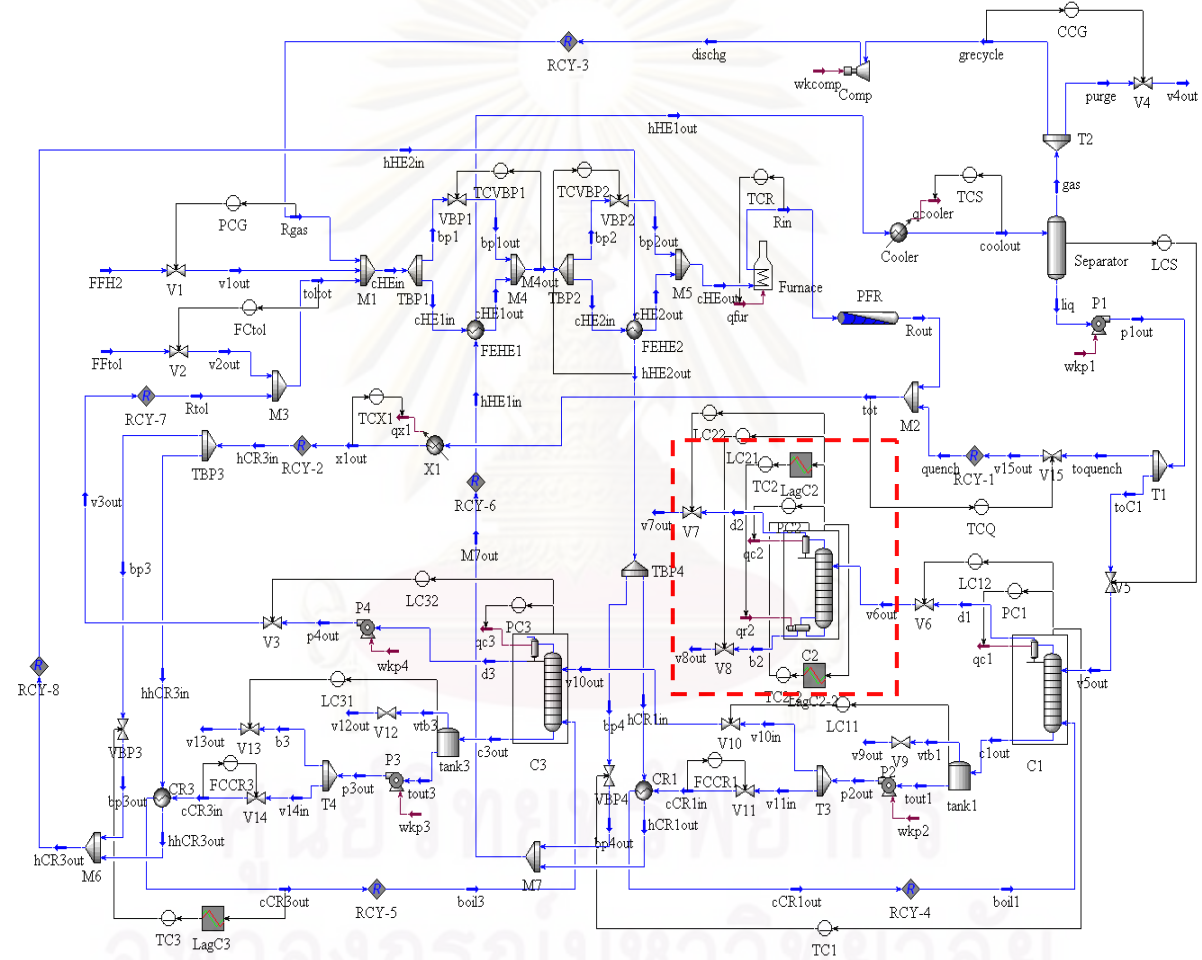 CCG
grecycle
dischg
RCY-3
wkcomp
Comp
purge
V4
v4out
hHE1out
T2
hHE2in
TCVBP1
TCVBP2
TCR
TCS
gas
VBP1
VBP2
qcooler
PCG
Rgas
bp1
bp1out
bp2
bp2out
Rin
coolout
Cooler
Separator
LCS
FFH2
V1
v1out
M1
cHEin
TBP1
M4
M4out
TBP2
M5
cHEout
Furnace
qfur
PFR
Rout
liq
P1
p1out
wkp1
totot
FCtol
cHE1in
cHE1out
FEHE1
cHE2in
cHE2out
FEHE2
FFtol
V2
v2out
M3
hHE2out
RCY-7
Rtol
hHE1in
TCX1
qx1
tot
M2
TBP3
hCR3in
RCY-2
x1out
X1
LC22
LC21
TC2
LagC2
quench
RCY-1
v15out
V15
toquench
T1
toC1
TCQ
v3out
RCY-6
M7out
v7out
V7
d2
PC2
qc2
bp3
TBP4
LC32
LC12
PC1
V5
V3
p4out
P4
wkp4
PC3
qc3
d3
v6out
V6
d1
qc1
qr2
v8out
V8
b2
C2
RCY-8
hhCR3in
v10out
v5out
TC2-2
LagC2-2
LC31
LC11
hCR1in
bp4
v12out
V12
vtb3
c3out
C3
V10
v10in
v9out
V9
vtb1
c1out
C1
v13out
V13
b3
tank3
tank1
VBP3
FCCR3
T4
p3out
P3
tout3
wkp3
VBP4
CR1
FCCR1
T3
p2out
P2
tout1
wkp2
CR3
cCR3in
V14
v14in
cCR1in
V11
v11in
bp3out
hhCR3out
hCR1out
bp4out
hCR3out
M6
M7
cCR3out
RCY-5
boil3
cCR1out
RCY-4
boil1
TC3
LagC3
TC1